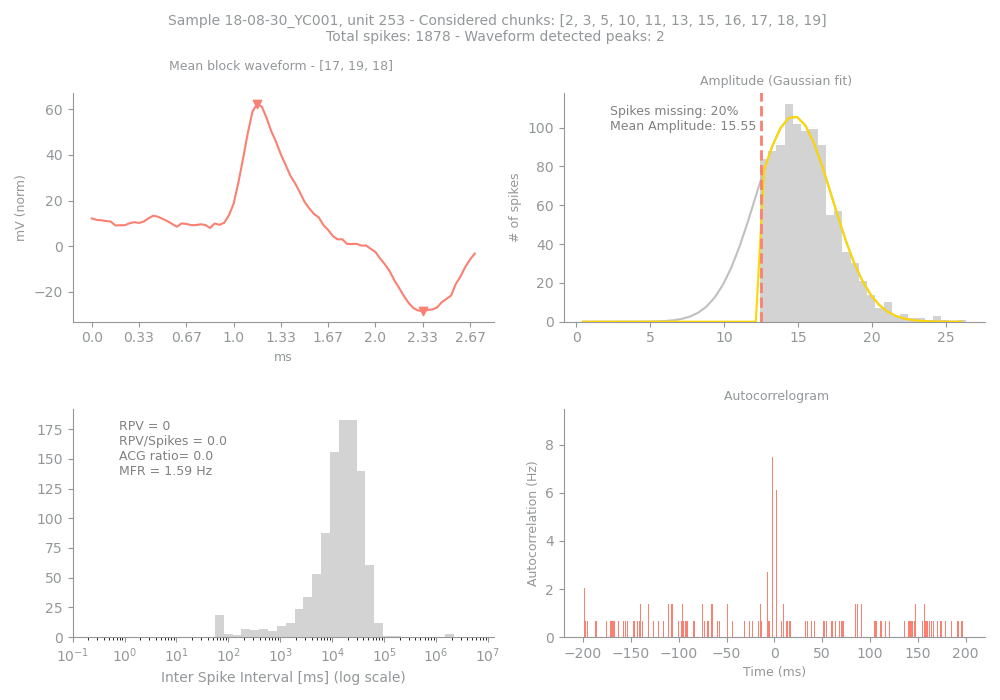 Sample 18-08-30_YC001, unit 253 - Considered chunks: [2, 3, 5, 10, 11, 13, 15, 16, 17, 18, 19]
Total spikes: 1878 - Waveform detected peaks: 2
Mean block waveform - [17, 19, 18]
mV (norm)
60
40
20
0
−20
0.0 0.33 0.67 1.0 1.33 1.67 2.0 2.33 2.67
ms
Amplitude (Gaussian fit)
Spikes missing: 20%
Mean Amplitude: 15.55
# of spikes
100
80
60
40
20
0
0 5 10 15 20 25
RPV = 0
RPV/Spikes = 0.0
ACG ratio= 0.0
MFR = 1.59 Hz
175
150
125
100
75
50
25
0
10⁻¹ 10⁰ 10¹ 10² 10³ 10⁴ 10⁵ 10⁶ 10⁷
Inter Spike Interval [ms] (log scale)
Autocorrelogram
Autocorrelation (Hz)
8
6
4
2
0
−200 −150 −100 −50 0 50 100 150 200
Time (ms)